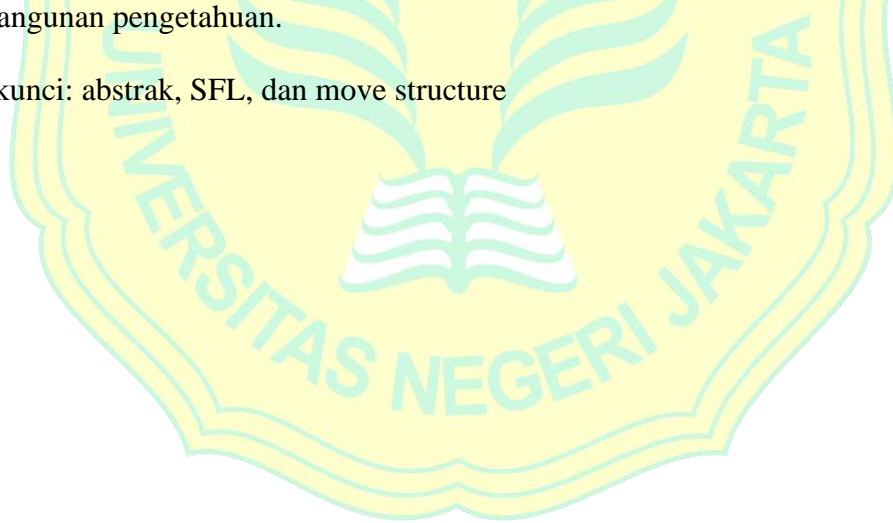 angunan pengetahuan.
kunci: abstrak, SFL, dan move structure
UNIVERSITAS NEGERI JAKARTA